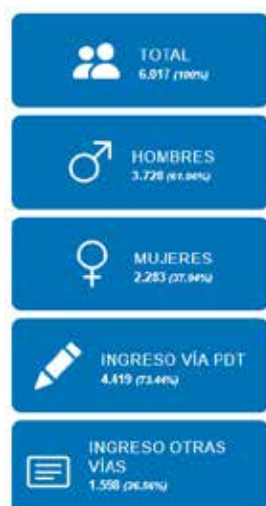 TOTAL
6.017 (100%)
HOMBRES
3.728 (61.96%)
MUJERES
2.283 (37.94%)
INGRESO VÍA PDT
4.419 (73.44%)
INGRESO OTRAS
VÍAS
1.598 (26.56%)